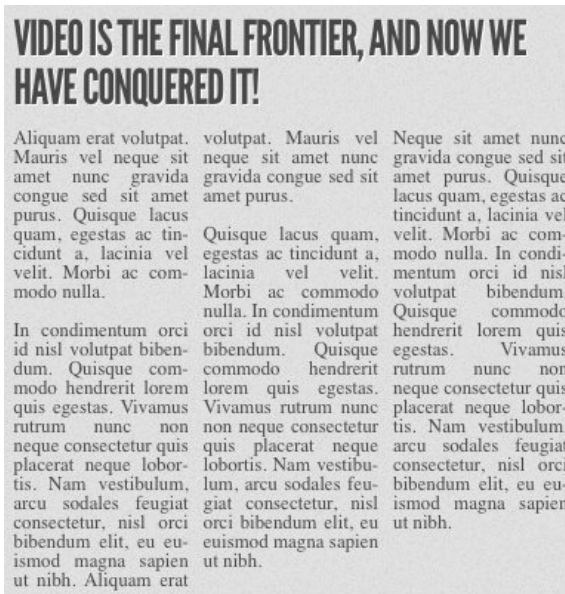 VIDEO IS THE FINAL FRONTIER, AND NOW WE
HAVE CONQUERED IT!
Aliquam erat volutpat.
Mauris vel neque sit
amet nunc gravida
congue sed sit amet
purus. Quisque lacus
quam, egestas ac tin-
cidunt a, lacinia vel
velit. Morbi ac com-
modo nulla.
In condimentum orci
id nisl volutpat biben-
dum. Quisque com-
modo hendrerit lorem
quis egestas. Vivamus
rutrum nunc non
neque consectetur quis
placerat neque lobor-
tis. Nam vestibulum,
arcu sodales feugiat
consectetur, nisl orci
bibendum elit, eu eu-
ismod magna sapien
ut nibh. Aliquam erat
volutpat. Mauris vel
neque sit amet nunc
gravida congue sed sit
amet purus.
Quisque lacus quam,
egestas ac tincidunt a,
lacinia vel velit.
Morbi ac commodo
nulla. In condimentum
orci id nisl volutpat
bibendum. Quisque
commodo hendrerit
lorem quis egestas.
Vivamus rutrum nunc
non neque consectetur
quis placerat neque
lobortis. Nam vestibu-
lum, arcu sodales feu-
giat consectetur, nisl
orci bibendum elit, eu
euismod magna sapien
ut nibh.
Neque sit amet nunc
gravida congue sed sit
amet purus. Quisque
lacus quam, egestas ac
tincidunt a, lacinia vel
velit. Morbi ac com-
modo nulla. In condi-
mentum orci id nisl
volutpat bibendum.
Quisque commodo
hendrerit lorem quis
egestas. Vivamus
rutrum nunc non
neque consectetur quis
placerat neque lobor-
tis. Nam vestibulum,
arcu sodales feugiat
consectetur, nisl orci
bibendum elit, eu eu-
ismod magna sapien
ut nibh.